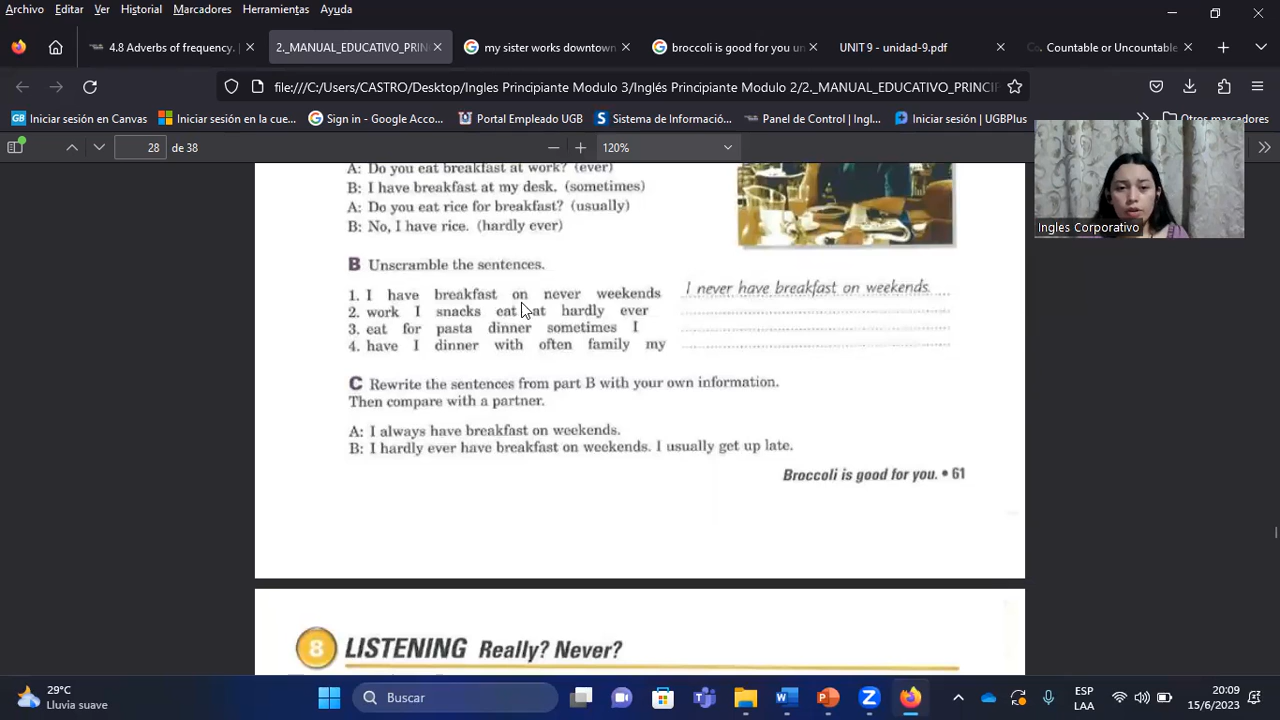 Archivo Editar Ver Historial Marcadores Herramientas Ayuda
4.8 Adverbs of frequency.
2._MANUAL_EDUCATIVO_PRIN
my sister works downtown
broccoli is good for you un
UNIT 9 - unidad-9.pdf
Countable or Uncountable
file:///C:/Users/CASTRO/Desktop/Ingles Principiante Modulo 3/Inglés Principiante Modulo 2/2._MANUAL_EDUCATIVO_PRINCIP
Iniciar sesión en Canvas
Iniciar sesión en la cue...
Sign in - Google Acco...
Portal Empleado UGB
Sistema de Informació...
Panel de Control | Ingl...
Iniciar sesión | UGBPlus
Otros marcadores
28 de 38
120%
A: Do you eat breakfast at work? (ever)
B: I have breakfast at my desk. (sometimes)
A: Do you eat rice for breakfast? (usually)
B: No, I have rice. (hardly ever)
B Unscramble the sentences.
1. I have breakfast on never weekends I never have breakfast on weekends.
2. work I snacks eat at hardly ever
3. eat for pasta dinner sometimes I
4. have I dinner with often family my
C Rewrite the sentences from part B with your own information.
Then compare with a partner.
A: I always have breakfast on weekends.
B: I hardly ever have breakfast on weekends. I usually get up late.
Broccoli is good for you. • 61
8 LISTENING Really? Never?
Ingles Corporativo
29°C
Lluvia leve
Buscar
ESP
LAA
20:09
15/6/2023